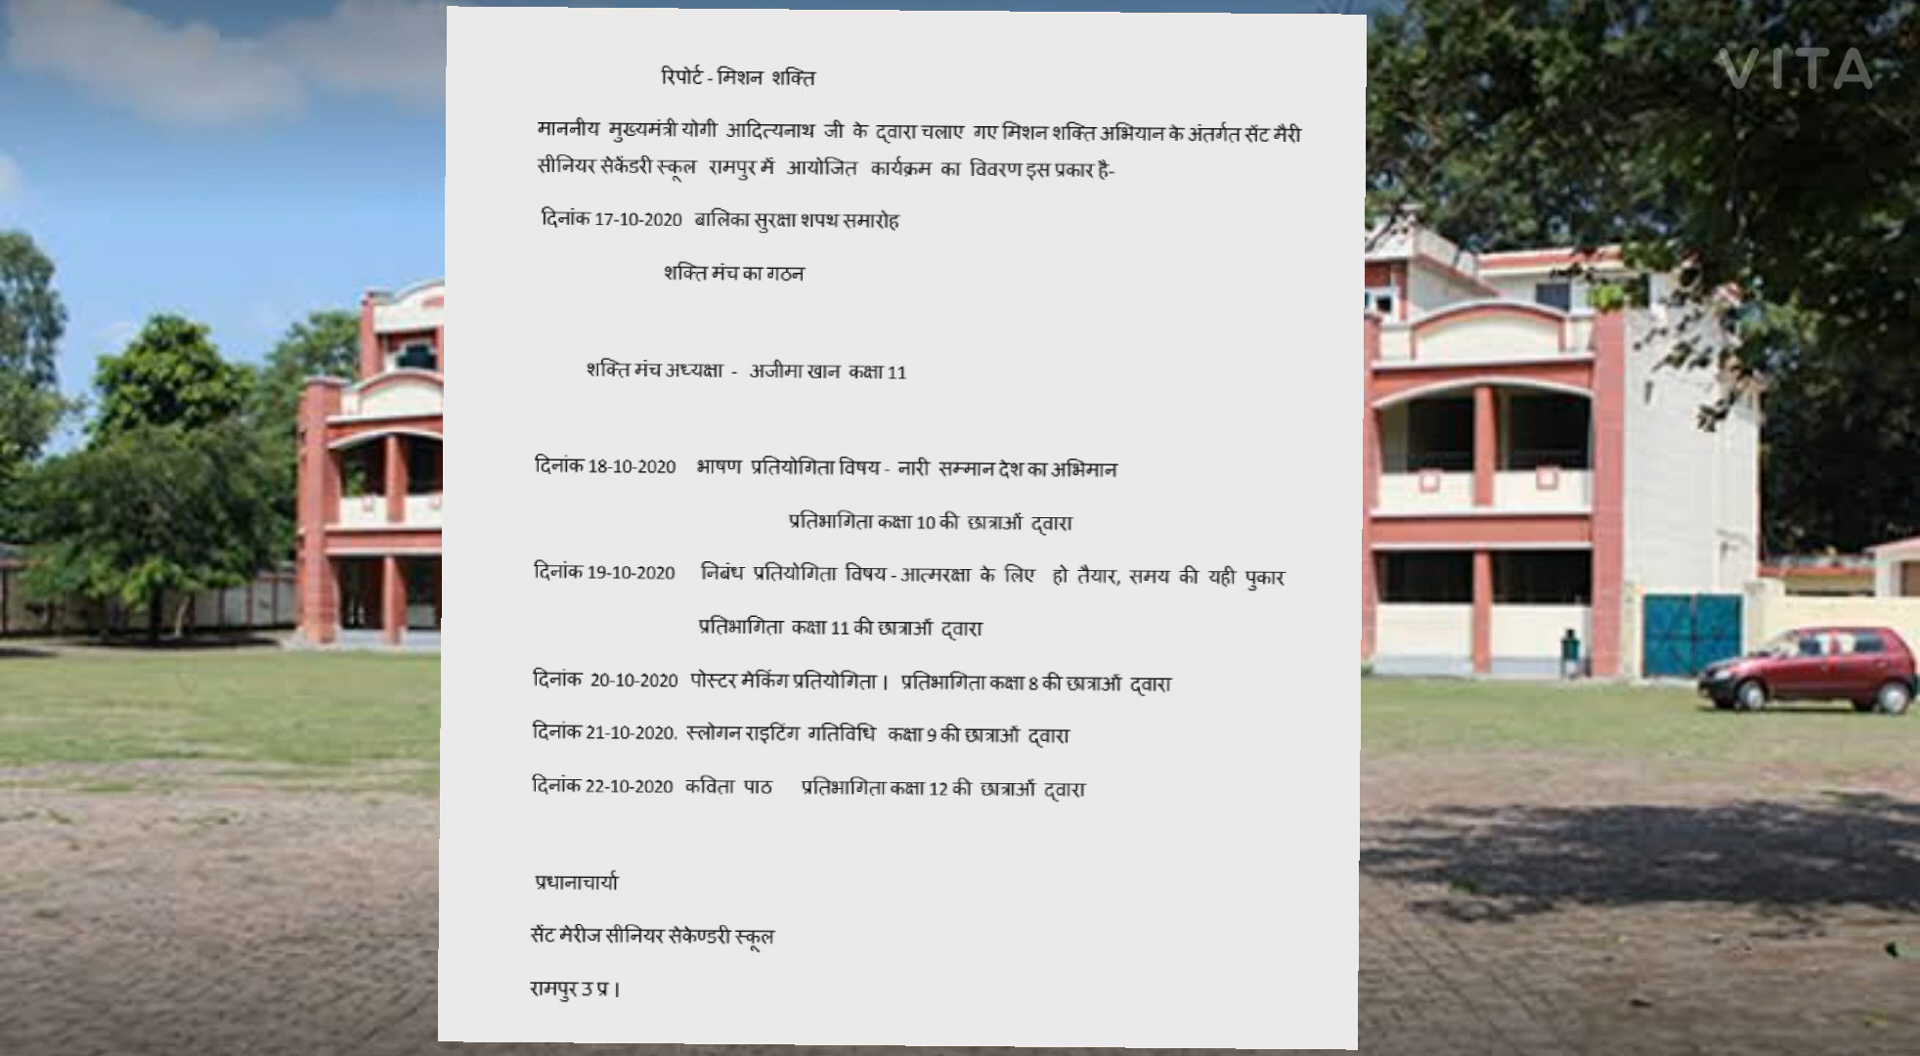 VITA
रिपोर्ट - मिशन शक्ति
माननीय मुख्यमंत्री योगी आदित्यनाथ जी के द्वारा चलाए गए मिशन शक्ति अभियान के अंतर्गत सेंट मैरी
सीनियर सेकेंडरी स्कूल रामपुर में आयोजित कार्यक्रम का विवरण इस प्रकार है-
दिनांक 17-10-2020 बालिका सुरक्षा शपथ समारोह
शक्ति मंच का गठन
शक्ति मंच अध्यक्षा - अजीमा खान कक्षा 11
दिनांक 18-10-2020 भाषण प्रतियोगिता विषय - नारी सम्मान देश का अभिमान
प्रतिभागिता कक्षा 10 की छात्राओं द्वारा
दिनांक 19-10-2020 निबंध प्रतियोगिता विषय - आत्मरक्षा के लिए हो तैयार, समय की यही पुकार
प्रतिभागिता कक्षा 11 की छात्राओं द्वारा
दिनांक 20-10-2020 पोस्टर मेकिंग प्रतियोगिता । प्रतिभागिता कक्षा 8 की छात्राओं द्वारा
दिनांक 21-10-2020. स्लोगन राइटिंग गतिविधि कक्षा 9 की छात्राओं द्वारा
दिनांक 22-10-2020 कविता पाठ प्रतिभागिता कक्षा 12 की छात्राओं द्वारा
प्रधानाचार्या
सेंट मेरीज सीनियर सेकेण्डरी स्कूल
रामपुर उ प्र ।